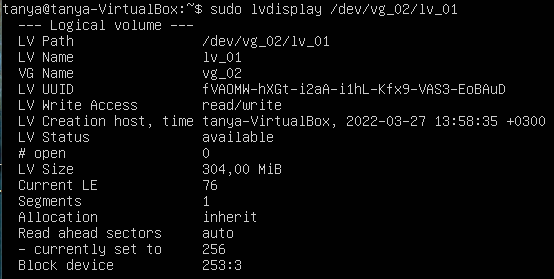 tanya@tanya-VirtualBox:~$ sudo lvdisplay /dev/vg_02/lv_01
--- Logical volume ---
LV Path                /dev/vg_02/lv_01
LV Name                lv_01
VG Name                vg_02
LV UUID                fVAOMW-hXGt-i2aA-i1hL-Kfx9-VAS3-EoBAuD
LV Write Access        read/write
LV Creation host, time tanya-VirtualBox, 2022-03-27 13:58:35 +0300
LV Status              available
# open                 0
LV Size                304,00 MiB
Current LE             76
Segments               1
Allocation             inherit
Read ahead sectors     auto
- currently set to     256
Block device           253:3